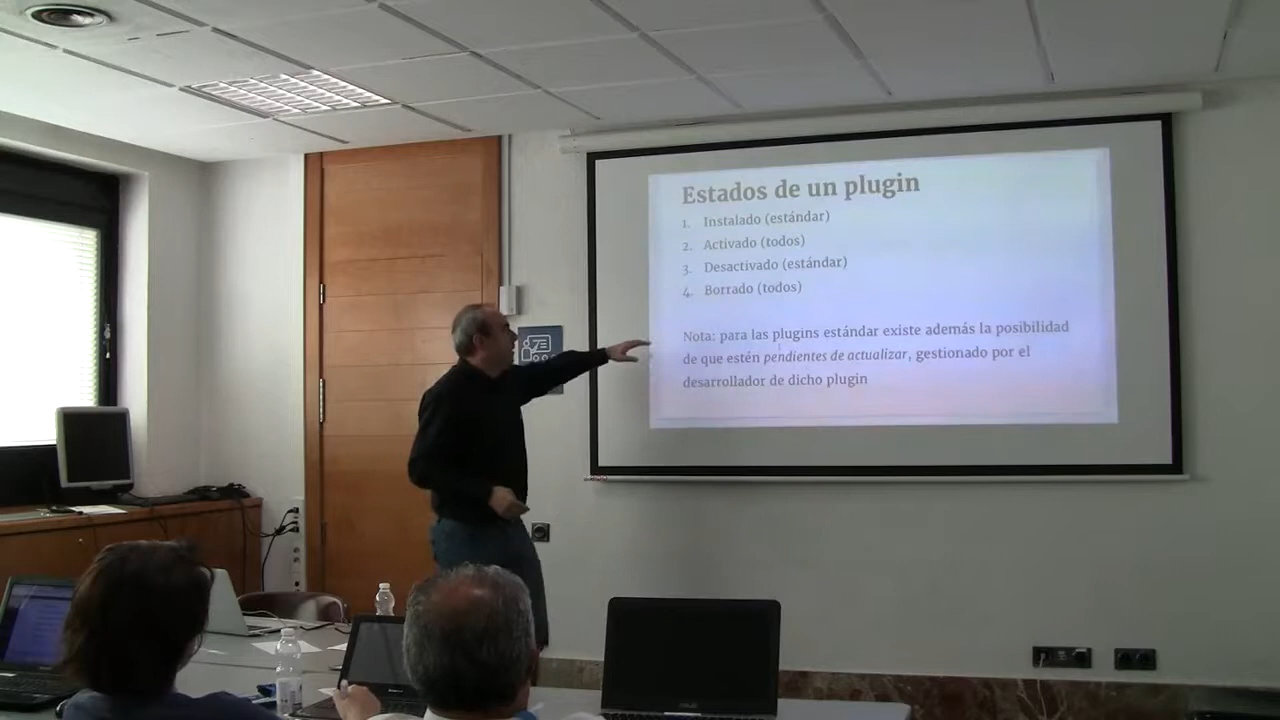 Estados de un plugin
1. Instalado (estándar)
2. Activado (todos)
3. Desactivado (estándar)
4. Borrado (todos)
Nota: para las plugins estándar existe además la posibilidad
de que estén pendientes de actualizar, gestionado por el
desarrollador de dicho plugin